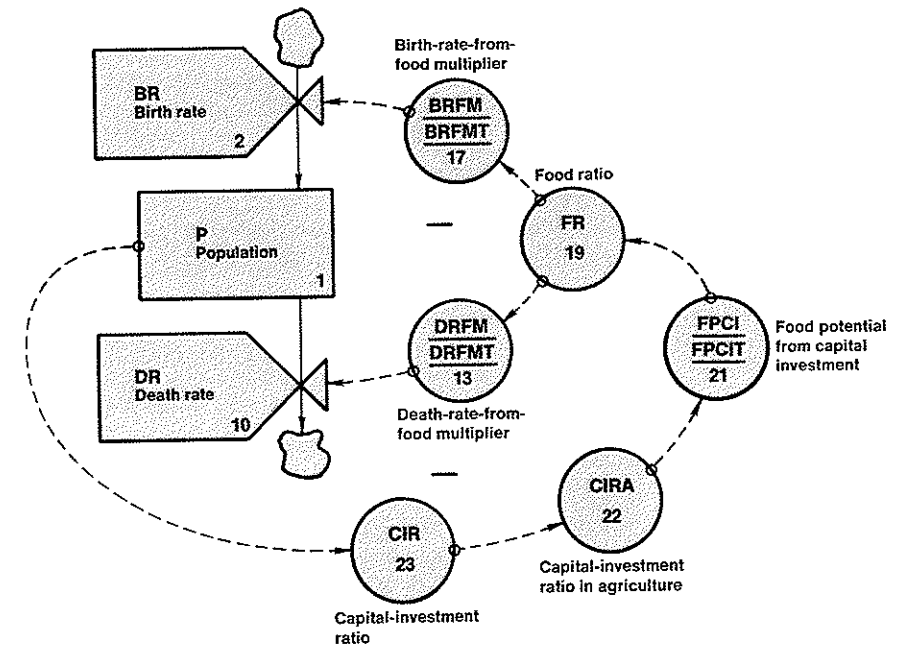 Birth-rate-from-
food multiplier
BR
Birth rate
2
BRFM
BRFMT
17
Food ratio
FR
19
P
Population
1
—
DRFM
DRFMT
13
FPCI
FPCIT
21
Food potential
from capital
investment
DR
Death rate
10
Death-rate-from-
food multiplier
—
CIRA
22
CIR
23
Capital-investment
ratio in agriculture
Capital-investment
ratio